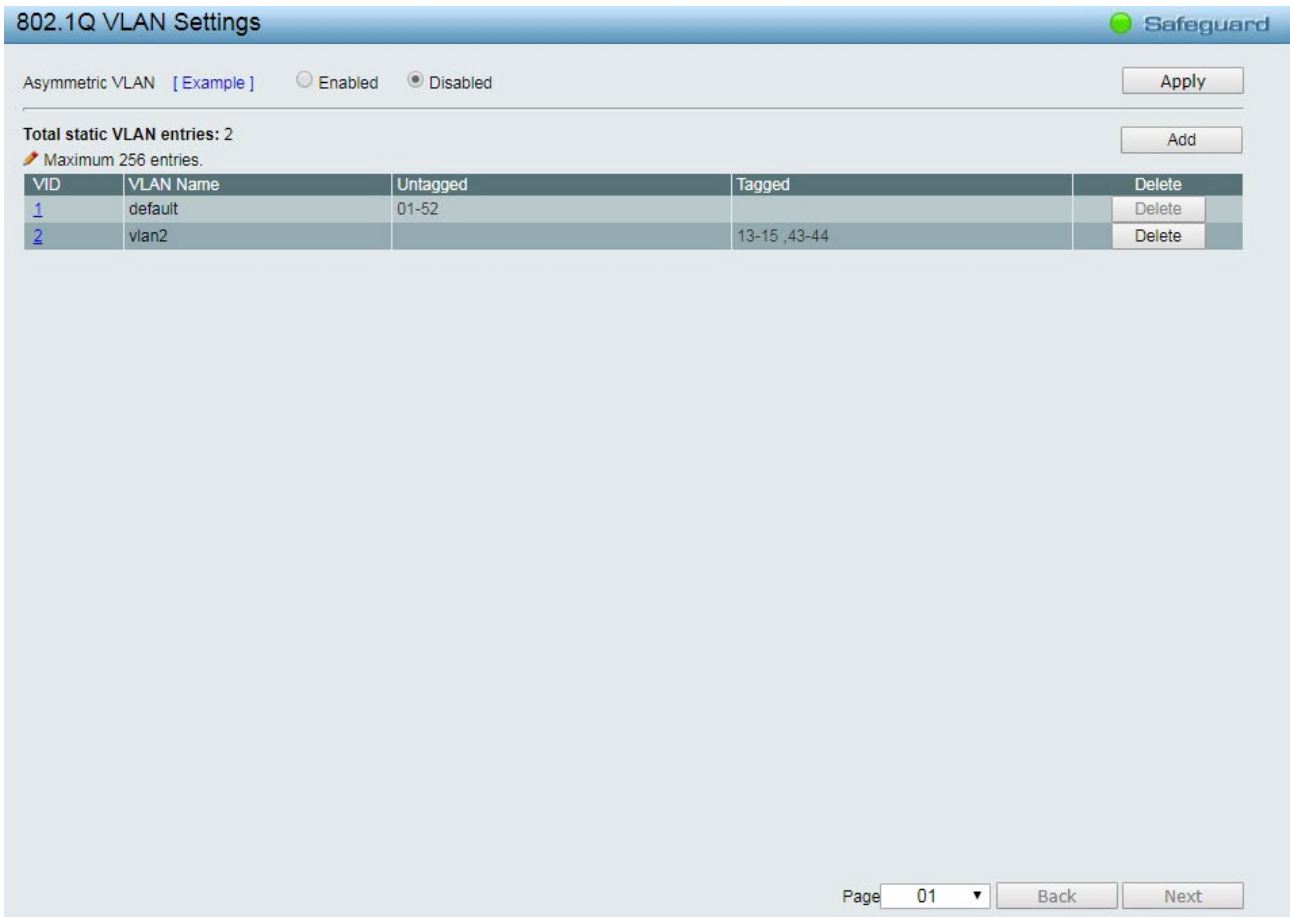 802.1Q VLAN Settings Safeguard
Asymmetric VLAN [ Example ] Enabled Disabled Apply
Total static VLAN entries: 2 Add
Maximum 256 entries.
VID VLAN Name Untagged Tagged Delete
1 default 01-52 Delete
2 vlan2 13-15 ,43-44 Delete
Page 01 Back Next